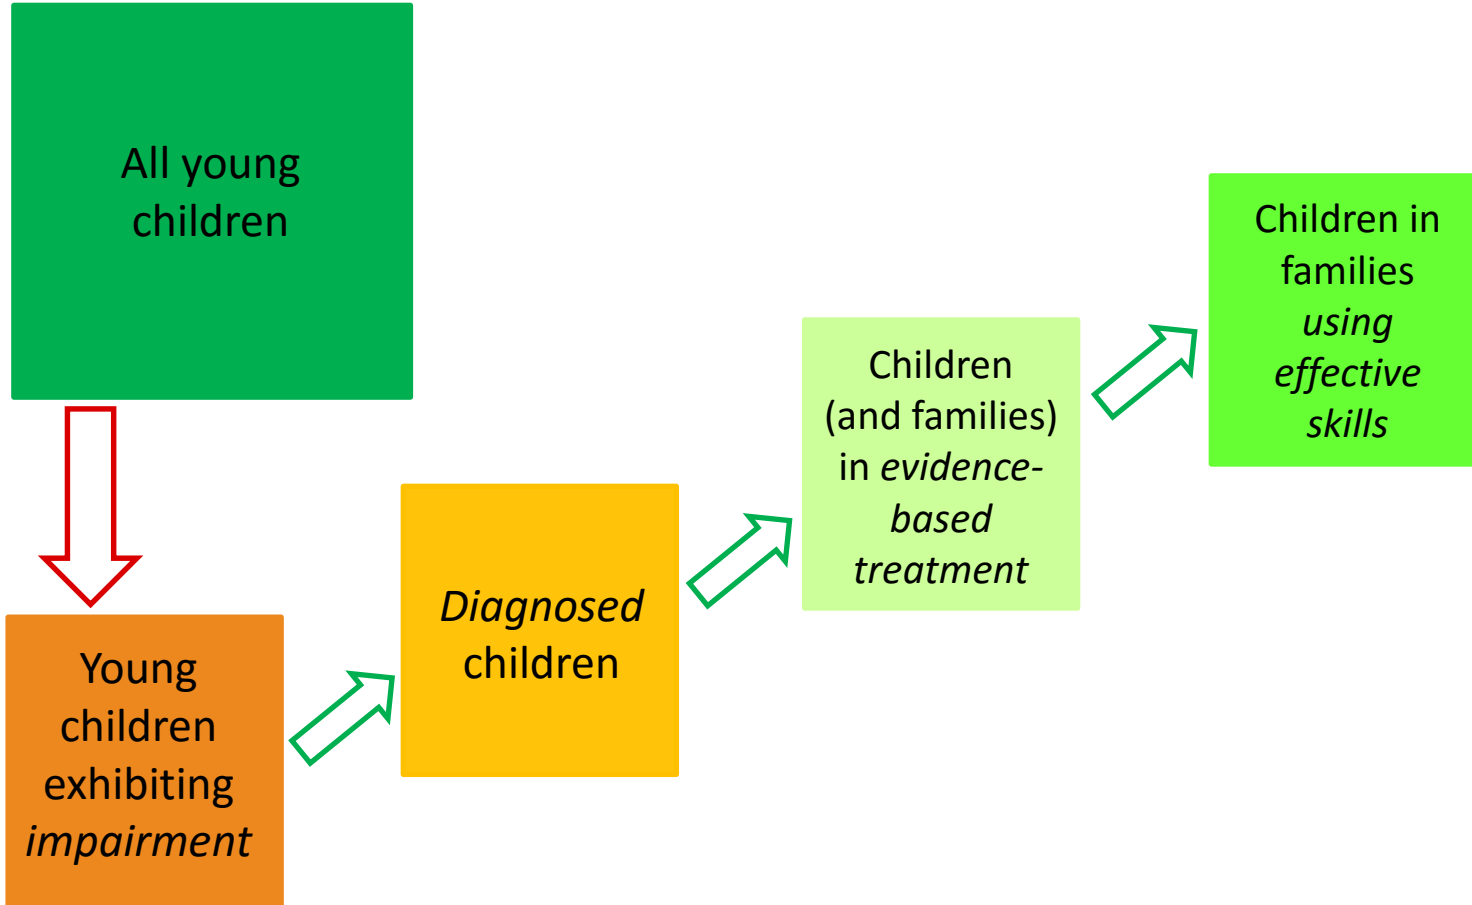 All young
children
Young
children
exhibiting
impairment
Diagnosed
children
Children
(and families)
in evidence-
based
treatment
Children in
families
using
effective
skills